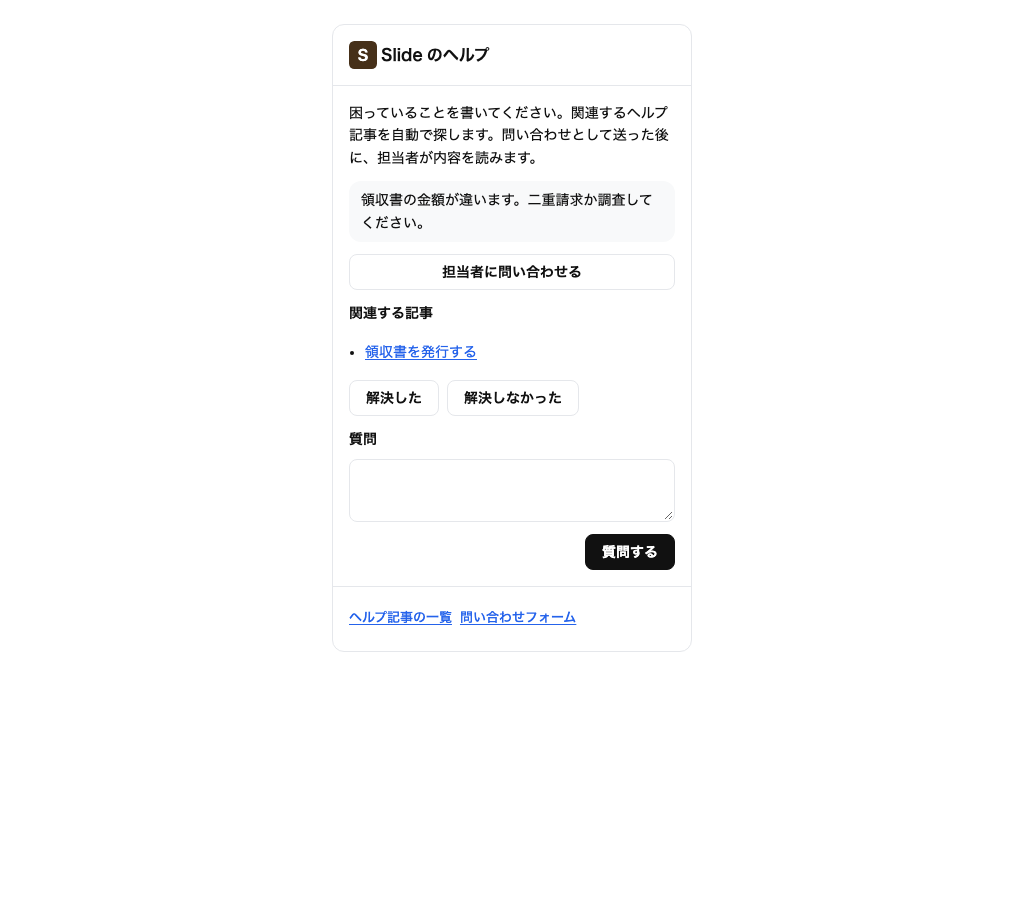 S Slide のヘルプ
困っていることを書いてください。関連するヘルプ
記事を自動で探します。問い合わせとして送った後
に、担当者が内容を読みます。
領収書の金額が違います。二重請求か調査して
ください。
担当者に問い合わせる
関連する記事
領収書を発行する
解決した 解決しなかった
質問
質問する
ヘルプ記事の一覧 問い合わせフォーム